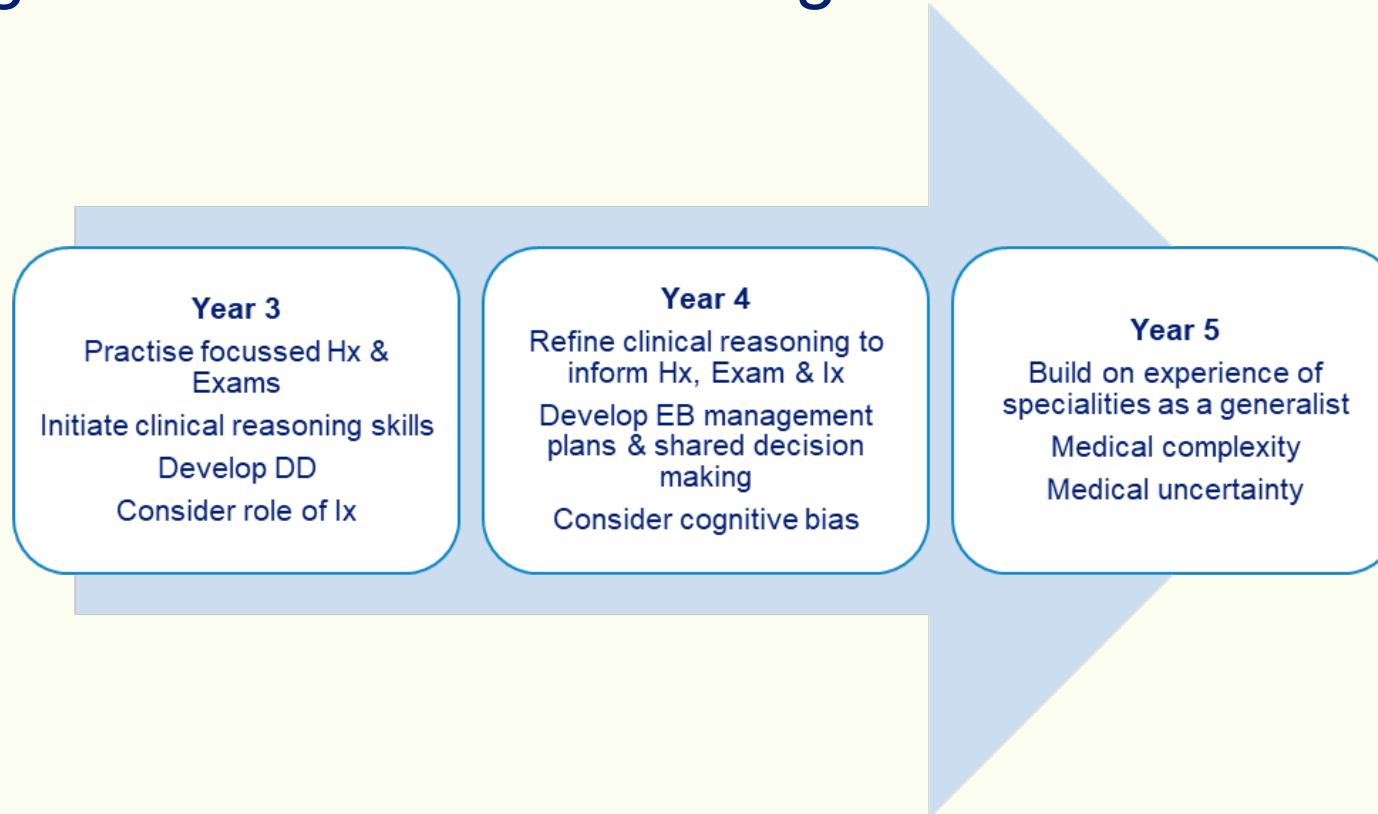 Year 3
Practise focussed Hx &
Exams
Initiate clinical reasoning skills
Develop DD
Consider role of Ix
Year 4
Refine clinical reasoning to
inform Hx, Exam & Ix
Develop EB management
plans & shared decision
making
Consider cognitive bias
Year 5
Build on experience of
specialities as a generalist
Medical complexity
Medical uncertainty